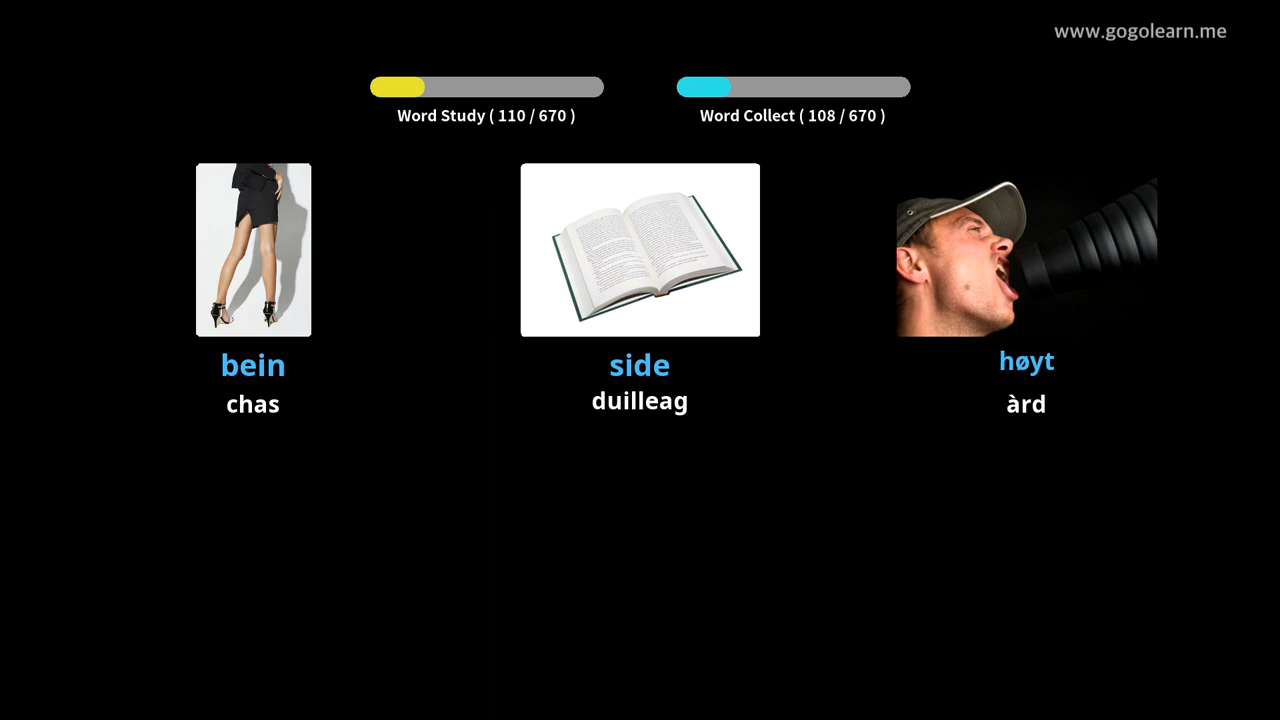 www.gogolearn.me
Word Study ( 110 / 670 )
Word Collect ( 108 / 670 )
bein
chas
side
duilleag
høyt
àrd